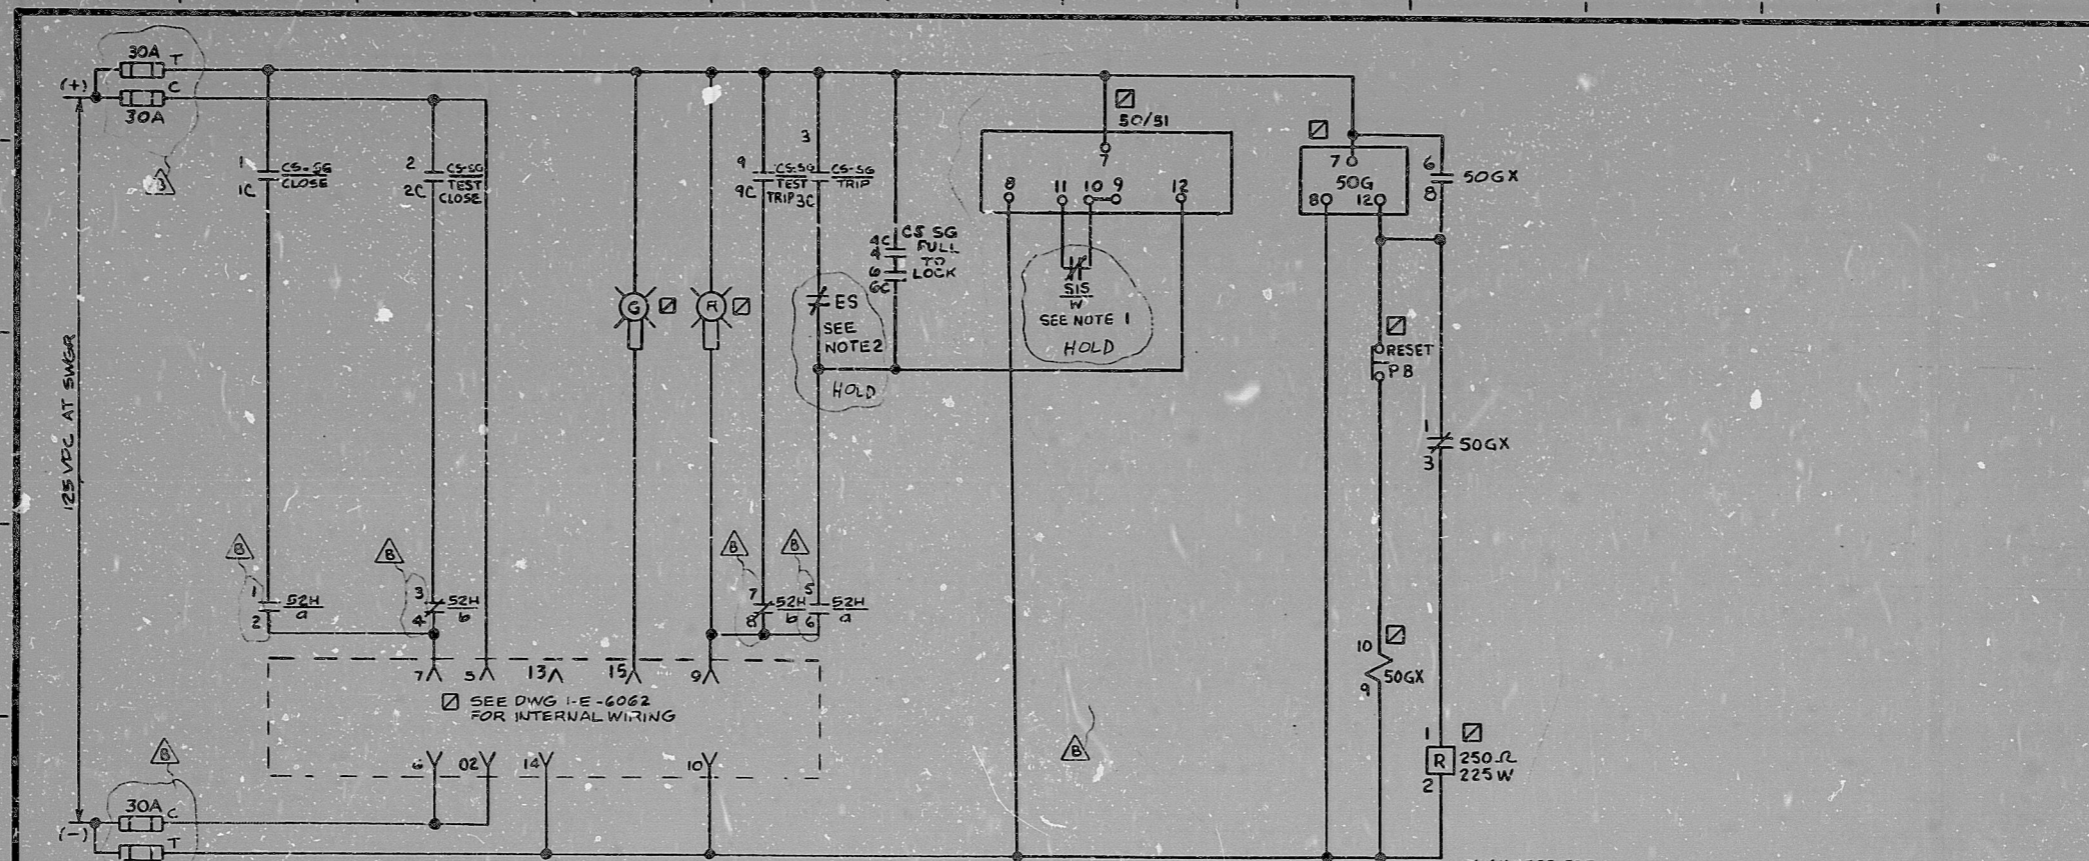 30A T
(+) C
30A
B
125 VDC AT SWGR
1 CS-SG
1C CLOSE
2 CS-SG
2C TEST
CLOSE
9 CS-SG
9C TEST
TRIP
3
CS-SG
3C TRIP
4C CS SG
4 PULL
6 TO
6C LOCK
50/51
7
8 11 10 9 12
SIS
W
SEE NOTE 1
HOLD
ES
SEE
NOTE 2
HOLD
G
R
7
50G
8 12
6
8 50GX
RESET
PB
1
3 50GX
B
1 52H
2 a
B
3 52H
4 b
B
7 52H
8 b
B
5 52H
6 a
7 5 13 15 9
SEE DWG 1-E-6062
FOR INTERNAL WIRING
6 02 14 10
B
10
9 50GX
1
R 250Ω
2 225W
B
30A C
(-) T